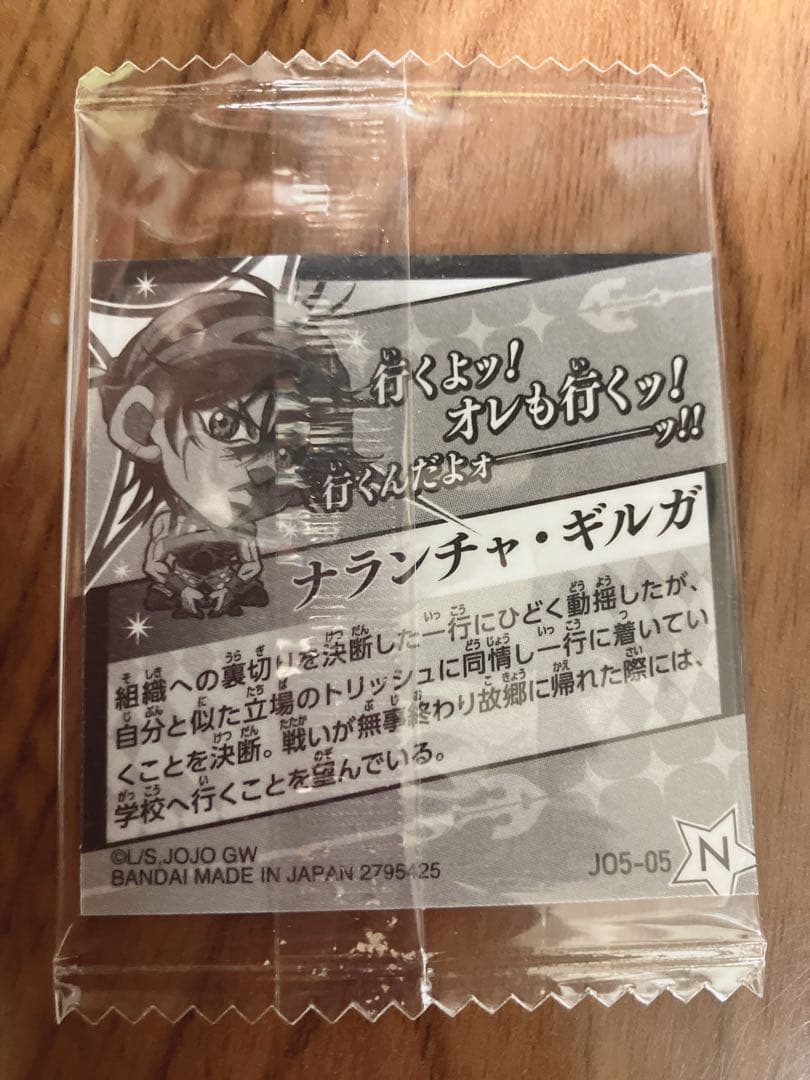 行くよッ!
オレも行くッ!
行くんだよォ――――ッ!!
ナランチャ・ギルガ
組織への裏切りを決断した一行にひどく動揺したが、
自分と似た立場のトリッシュに同情し一行に着いてい
くことを決断。戦いが無事終わり故郷に帰れた際には、
学校へ行くことを望んでいる。
©L/S,JOJO GW
BANDAI MADE IN JAPAN 2795425
JO5-05 N